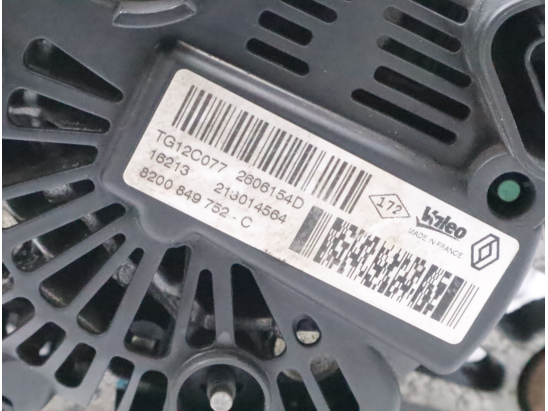 TG12C077 2606154D
16213 213014564
8200 849 752 - C
172
Valeo
MADE IN FRANCE